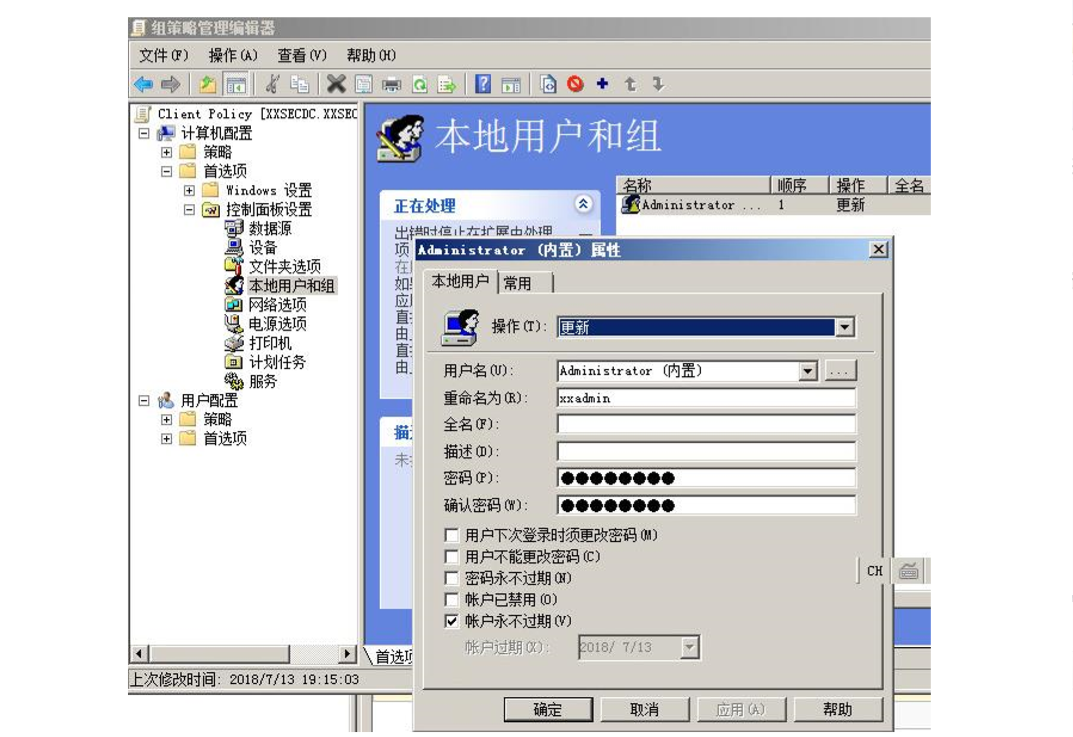 组策略管理编辑器
文件(F) 操作(A) 查看(V) 帮助(H)
Client Policy [XXSECDC.XXSEC
计算机配置
策略
首选项
Windows 设置
控制面板设置
数据源
设备
文件夹选项
本地用户和组
网络选项
电源选项
打印机
计划任务
服务
用户配置
策略
首选项
本地用户和组
名称 顺序 操作 全名
Administrator ... 1 更新
正在处理
出错时停止在扩展中处理
项
应
直
由
直
由
Administrator (内置) 属性
本地用户 常用
操作(T): 更新
用户名(U): Administrator (内置) ...
重命名为(R): xxadmin
全名(F):
描述(D):
密码(P): ●●●●●●●●
确认密码(W): ●●●●●●●●
用户下次登录时须更改密码(M)
用户不能更改密码(C)
密码永不过期(N)
帐户已禁用(O)
帐户永不过期(V)
帐户过期(X): 2018/ 7/13
确定 取消 应用(A) 帮助
未
CH
首选项
上次修改时间: 2018/7/13 19:15:03